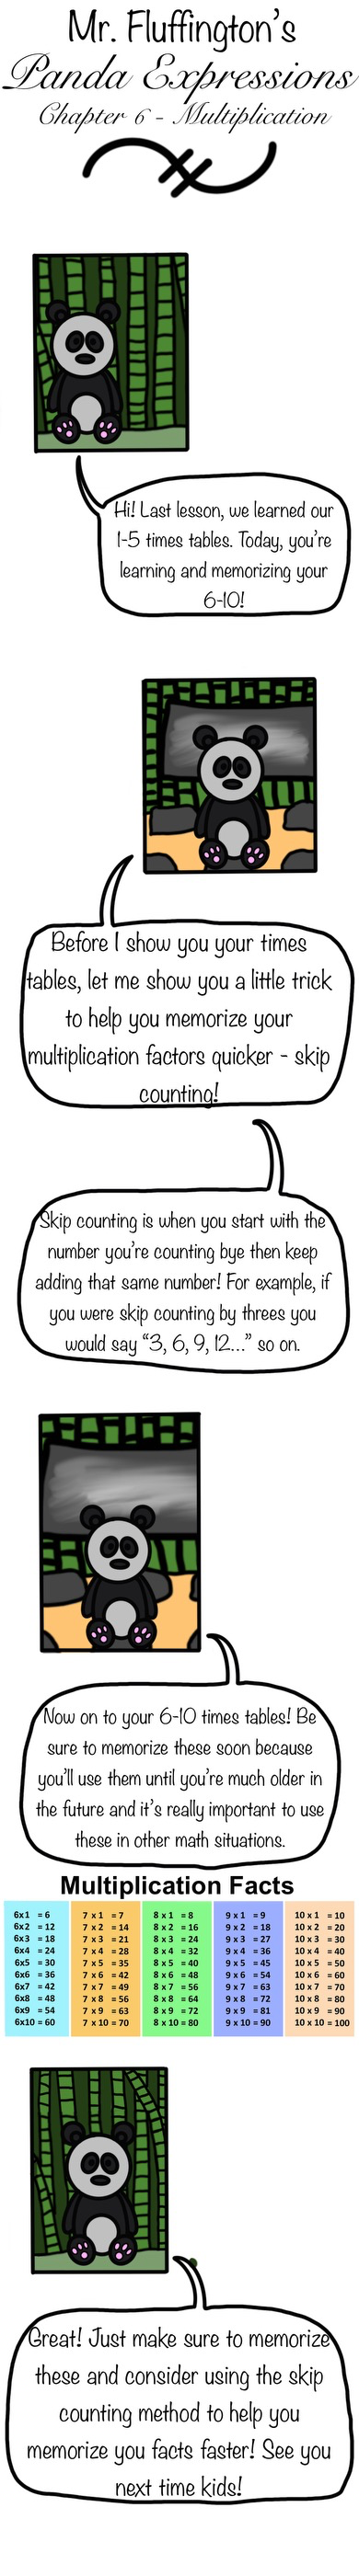 Mr. Fluffington's
Panda Expressions
Chapter 6 - Multiplication
Hi! Last lesson, we learned our
1-5 times tables. Today, you're
learning and memorizing your
6-10!
Before I show you your times
tables, let me show you a little trick
to help you memorize your
multiplication factors quicker - skip
counting!
Skip counting is when you start with the
number you're counting bye then keep
adding that same number! For example, if
you were skip counting by threes you
would say "3, 6, 9, 12..." so on.
Now on to your 6-10 times tables! Be
sure to memorize these soon because
you'll use them until you're much older in
the future and it's really important to use
these in other math situations.
Multiplication Facts
6x1 = 6
6x2 = 12
6x3 = 18
6x4 = 24
6x5 = 30
6x6 = 36
6x7 = 42
6x8 = 48
6x9 = 54
6x10 = 60
7 x 1 = 7
7 x 2 = 14
7 x 3 = 21
7 x 4 = 28
7 x 5 = 35
7 x 6 = 42
7 x 7 = 49
7 x 8 = 56
7 x 9 = 63
7 x 10 = 70
8 x 1 = 8
8 x 2 = 16
8 x 3 = 24
8 x 4 = 32
8 x 5 = 40
8 x 6 = 48
8 x 7 = 56
8 x 8 = 64
8 x 9 = 72
8 x 10 = 80
9 x 1 = 9
9 x 2 = 18
9 x 3 = 27
9 x 4 = 36
9 x 5 = 45
9 x 6 = 54
9 x 7 = 63
9 x 8 = 72
9 x 9 = 81
9 x 10 = 90
10 x 1 = 10
10 x 2 = 20
10 x 3 = 30
10 x 4 = 40
10 x 5 = 50
10 x 6 = 60
10 x 7 = 70
10 x 8 = 80
10 x 9 = 90
10 x 10 = 100
Great! Just make sure to memorize
these and consider using the skip
counting method to help you
memorize you facts faster! See you
next time kids!